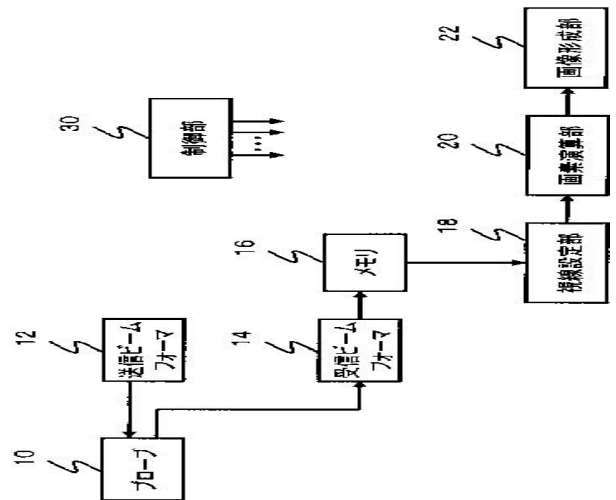 10
プローブ
12
送信ビーム
フォーマ
14
受信ビーム
フォーマ
16
メモリ
18
視線設定部
20
画素演算部
22
画像形成部
30
制御部
...